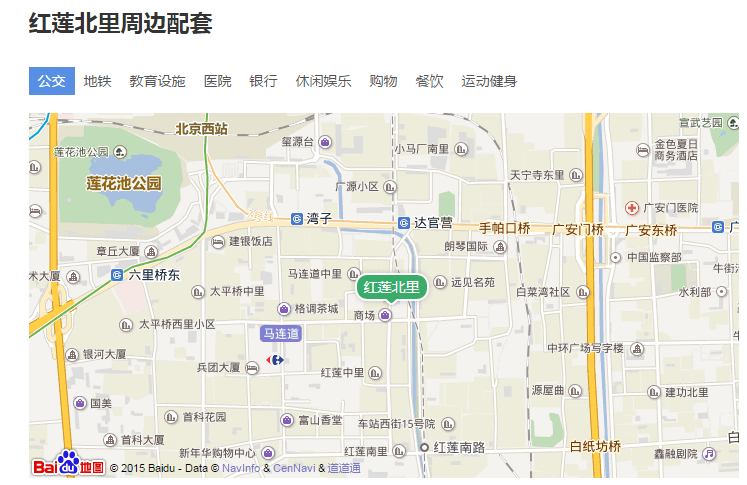 红莲北里周边配套
公交 地铁 教育设施 医院 银行 休闲娱乐 购物 餐饮 运动健身
宣武艺园
北京西站
玺源台
小马厂南里
金色夏日
商务酒店
莲花池公园
莲花池公园
天宁寺东里
广源小区
广安门医院
7号线
湾子
达官营
手帕口桥
广安门桥
广安东桥
广
建银饭店
朗琴国际
章丘大厦
中国监察部
牛街
术大厦
六里桥东
马连道中里
远见名苑
红莲北里
太平桥中里
白菜湾社区
水利部
格调茶城
商场
太平桥西里小区
马连道
银河大厦
中环广场写字楼
兵团大厦
红莲中里
源屋曲
建功北里
国美
首科花园
富山香堂
车站西街15号院
首科大厦
白纸坊桥
白
新年华购物中心
红莲南里
红莲南路
鑫融剧院
Bai du 地图
© 2015 Baidu - Data © NavInfo & CenNavi & 道道通